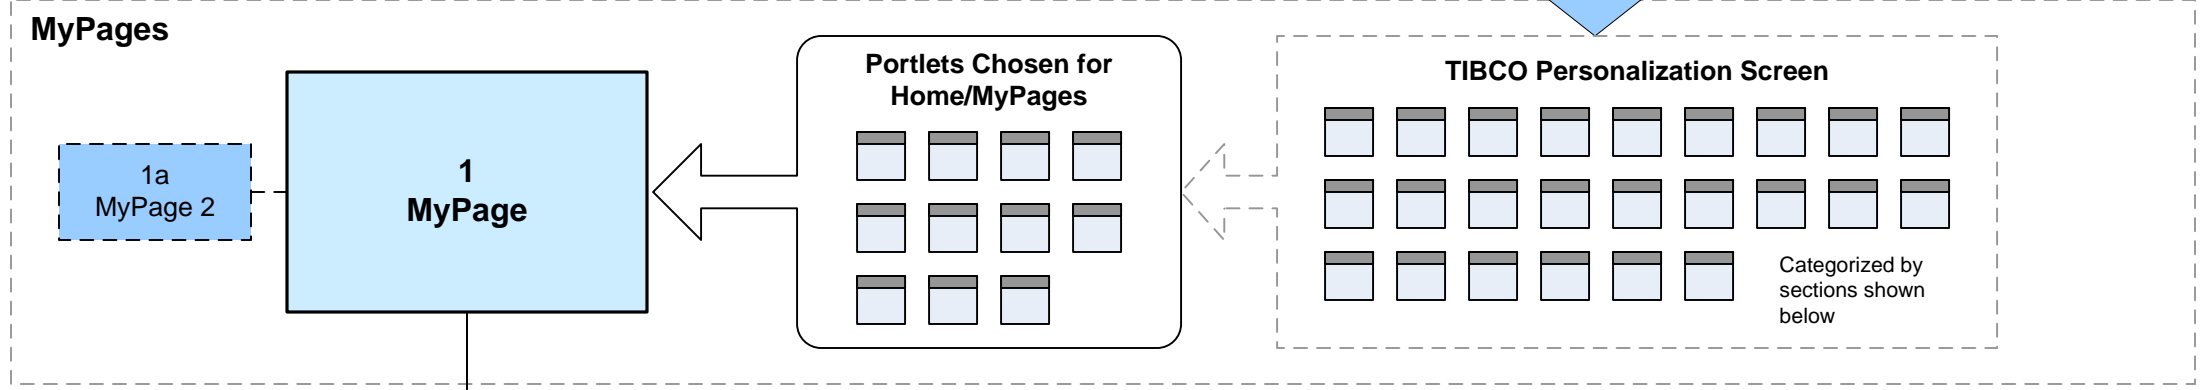 MyPages
1a
MyPage 2
1
MyPage
Portlets Chosen for
Home/MyPages
TIBCO Personalization Screen
Categorized by
sections shown
below